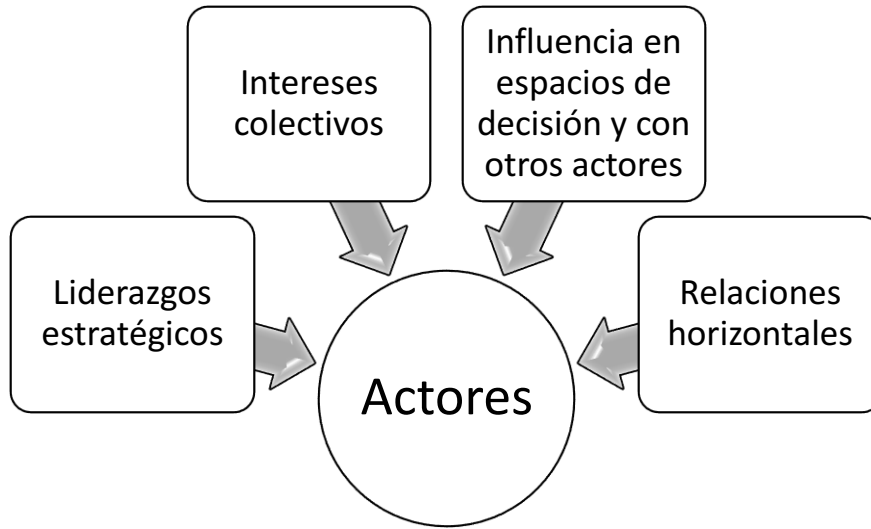 Liderazgos
estratégicos
Intereses
colectivos
Influencia en
espacios de
decisión y con
otros actores
Relaciones
horizontales
Actores